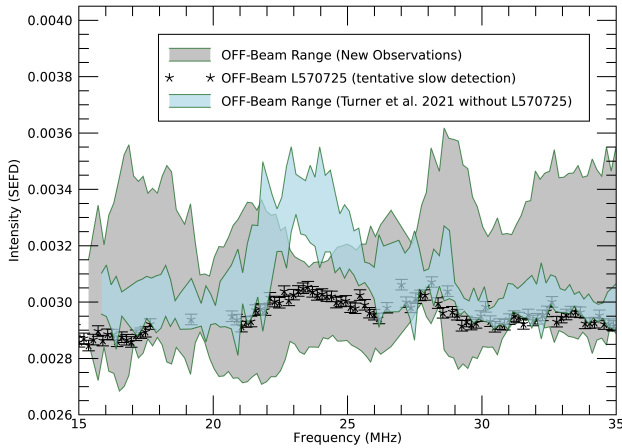 0.0040
OFF-Beam Range (New Observations)
OFF-Beam L570725 (tentative slow detection)
OFF-Beam Range (Turner et al. 2021 without L570725)
0.0038
0.0036
0.0034
0.0032
0.0030
0.0028
0.0026
Intensity (SEFD)
15
20
25
30
35
Frequency (MHz)